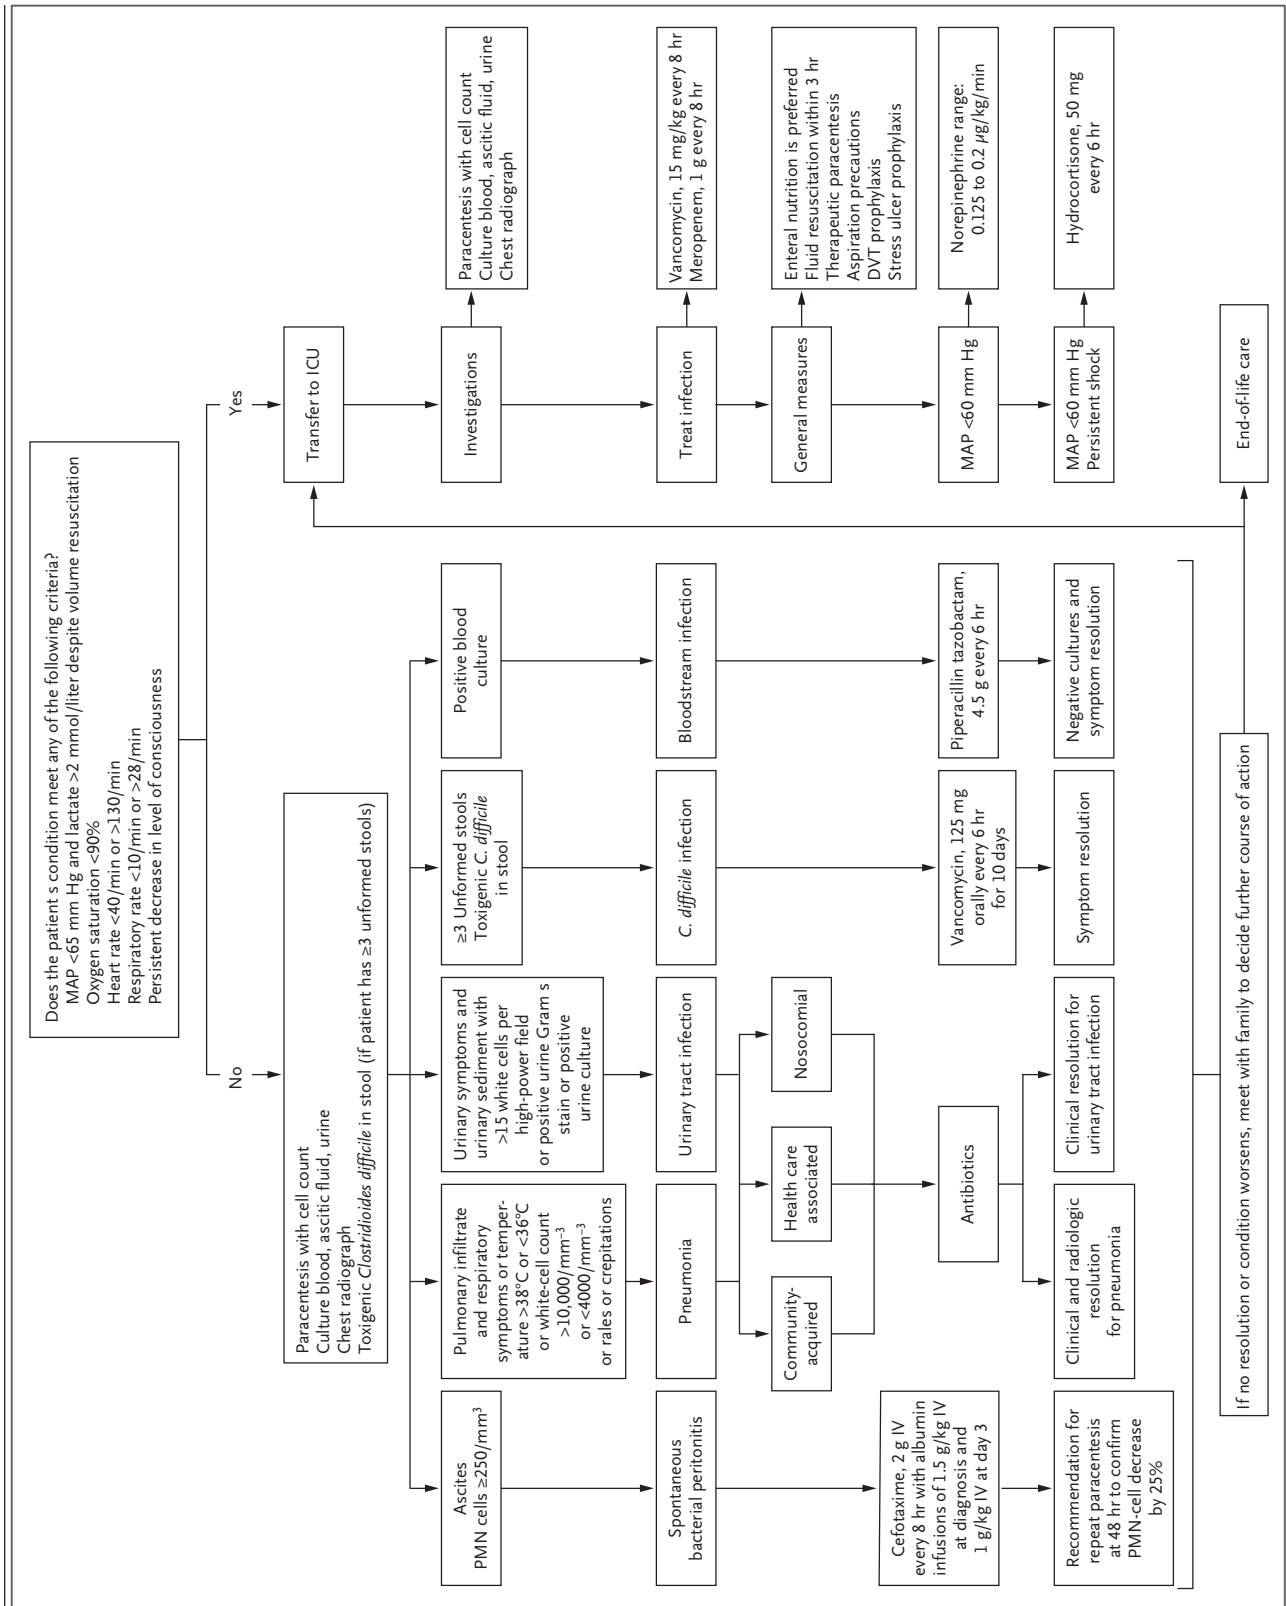 Does the patient s condition meet any of the following criteria?
MAP <65 mm Hg and lactate >2 mmol/liter despite volume resuscitation
Oxygen saturation <90%
Heart rate <40/min or >130/min
Respiratory rate <10/min or >28/min
Persistent decrease in level of consciousness
No
Yes
Paracentesis with cell count
Culture blood, ascitic fluid, urine
Chest radiograph
Toxigenic Clostridioides difficile in stool (if patient has ≥3 unformed stools)
Transfer to ICU
Ascites
PMN cells ≥250/mm³
Pulmonary infiltrate
and respiratory
symptoms or temper-
ature >38°C or <36°C
or white-cell count
>10,000/mm⁻³
or <4000/mm⁻³
or rales or crepitations
Urinary symptoms and
urinary sediment with
>15 white cells per
high-power field
or positive urine Gram s
stain or positive
urine culture
≥3 Unformed stools
Toxigenic C. difficile
in stool
Positive blood
culture
Investigations
Paracentesis with cell count
Culture blood, ascitic fluid, urine
Chest radiograph
Spontaneous
bacterial peritonitis
Pneumonia
Urinary tract infection
C. difficile infection
Bloodstream infection
Treat infection
Vancomycin, 15 mg/kg every 8 hr
Meropenem, 1 g every 8 hr
Community-
acquired
Health care
associated
Nosocomial
General measures
Enteral nutrition is preferred
Fluid resuscitation within 3 hr
Therapeutic paracentesis
Aspiration precautions
DVT prophylaxis
Stress ulcer prophylaxis
Cefotaxime, 2 g IV
every 8 hr with albumin
infusions of 1.5 g/kg IV
at diagnosis and
1 g/kg IV at day 3
Antibiotics
Vancomycin, 125 mg
orally every 6 hr
for 10 days
Piperacillin tazobactam,
4.5 g every 6 hr
MAP <60 mm Hg
Norepinephrine range:
0.125 to 0.2 µg/kg/min
Recommendation for
repeat paracentesis
at 48 hr to confirm
PMN-cell decrease
by 25%
Clinical and radiologic
resolution
for pneumonia
Clinical resolution for
urinary tract infection
Symptom resolution
Negative cultures and
symptom resolution
MAP <60 mm Hg
Persistent shock
Hydrocortisone, 50 mg
every 6 hr
If no resolution or condition worsens, meet with family to decide further course of action
End-of-life care